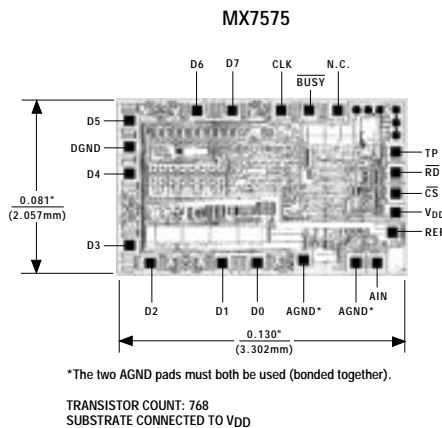 MX7575
D6 D7 CLK BUSY N.C.
D5
DGND
D4
D3
TP
RD
CS
VDD
REF
0.081"
(2.057mm)
D2 D1 D0 AGND* AGND* AIN
0.130"
(3.302mm)
*The two AGND pads must both be used (bonded together).
TRANSISTOR COUNT: 768
SUBSTRATE CONNECTED TO VDD